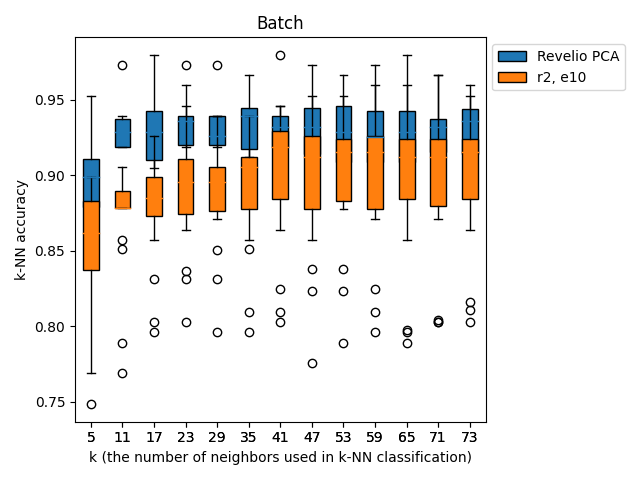 Batch
Revelio PCA
r2, e10
0.95
0.90
0.85
0.80
0.75
k-NN accuracy
5 11 17 23 29 35 41 47 53 59 65 71 73
k (the number of neighbors used in k-NN classification)